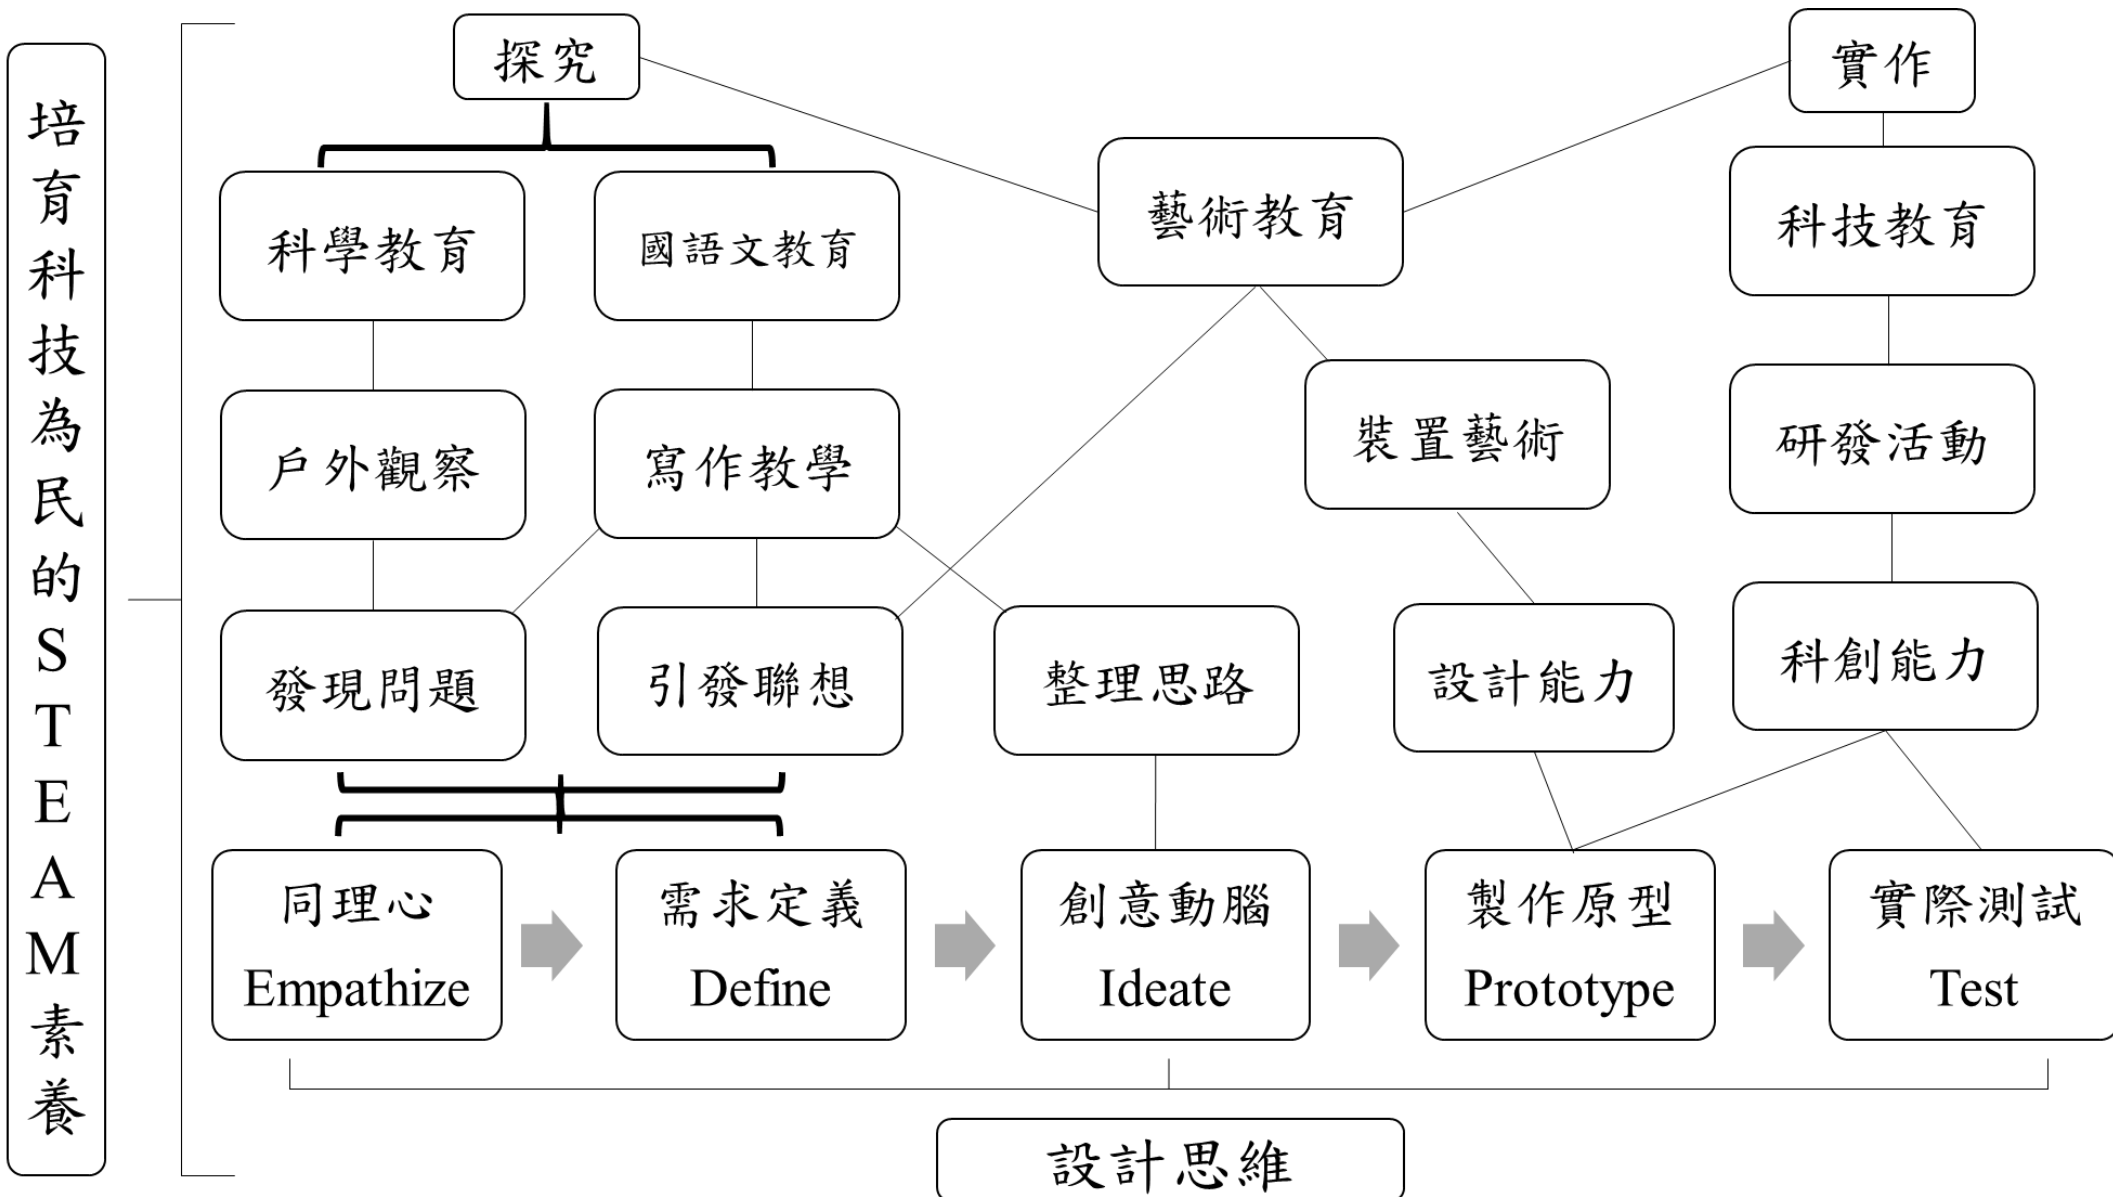 培育科技為民的STEAM素養
探究
實作
科學教育
國語文教育
藝術教育
科技教育
戶外觀察
寫作教學
裝置藝術
研發活動
發現問題
引發聯想
整理思路
設計能力
科創能力
同理心
Empathize
需求定義
Define
創意動腦
Ideate
製作原型
Prototype
實際測試
Test
設計思維